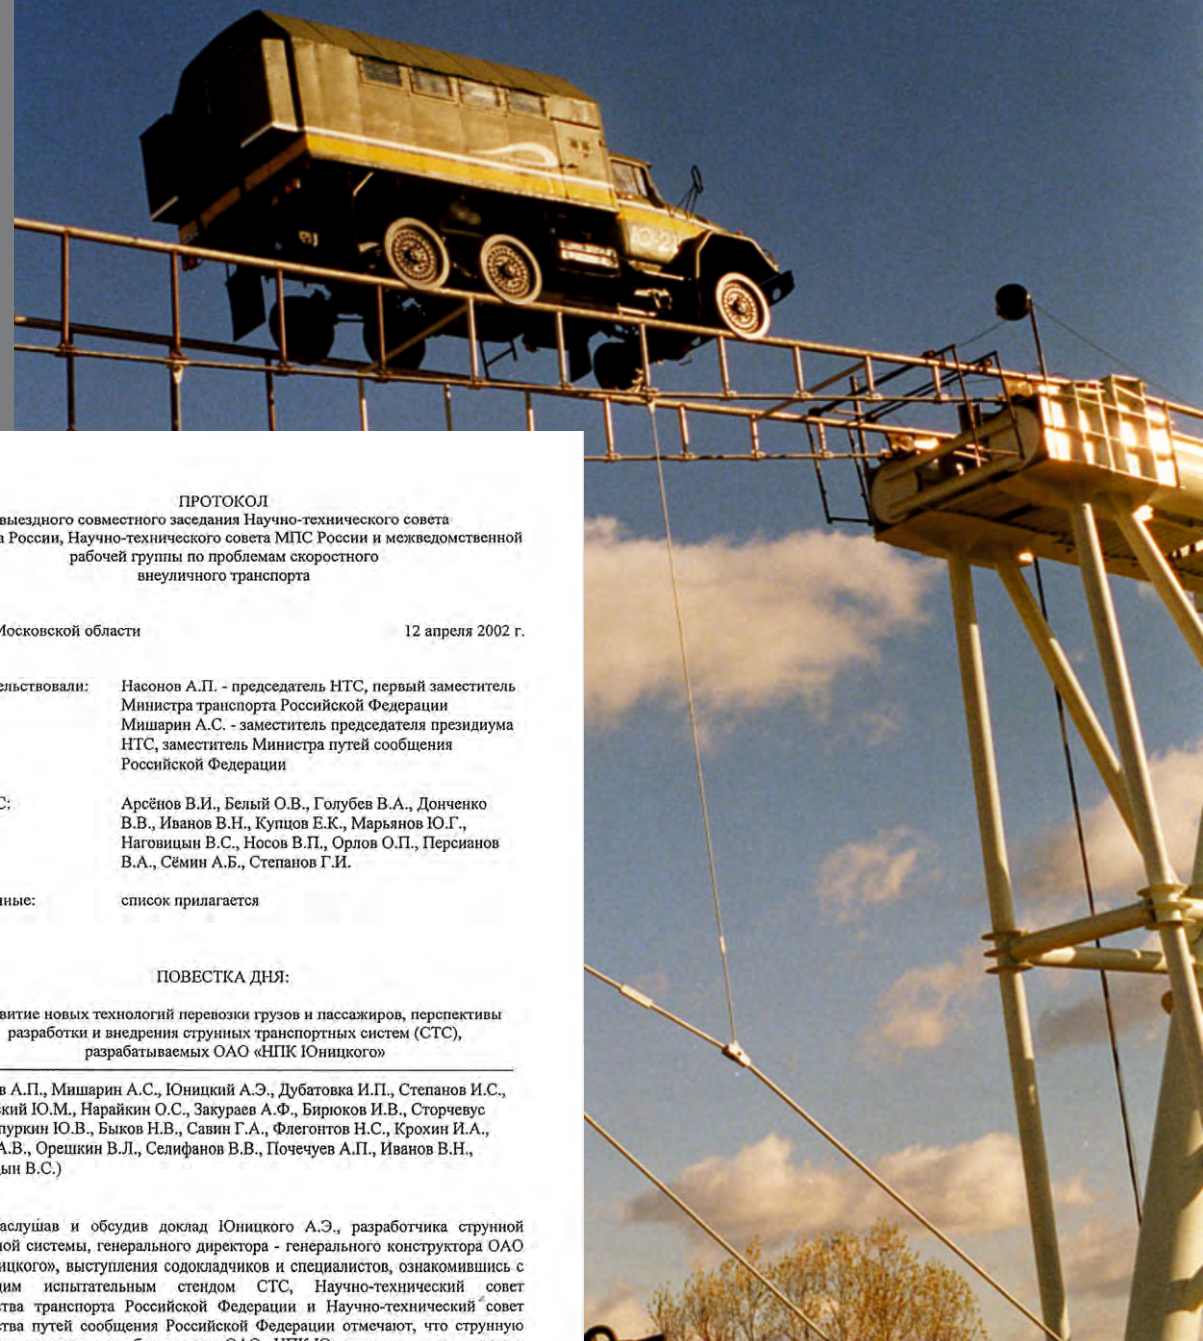 Ю-21
ПРОТОКОЛ
выездного совместного заседания Научно-технического совета
России, Научно-технического совета МПС России и межведомственной
рабочей группы по проблемам скоростного
внеуличного транспорта
Московской области 12 апреля 2002 г.
ельствовали: Насонов А.П. - председатель НТС, первый заместитель
Министра транспорта Российской Федерации
Мишарин А.С. - заместитель председателя президиума
НТС, заместитель Министра путей сообщения
Российской Федерации
С: Арсёнов В.И., Белый О.В., Голубев В.А., Донченко
В.В., Иванов В.Н., Купцов Е.К., Марьянов Ю.Г.,
Наговицын В.С., Носов В.П., Орлов О.П., Персианов
В.А., Сёмин А.Б., Степанов Г.И.
ные: список прилагается
ПОВЕСТКА ДНЯ:
витие новых технологий перевозки грузов и пассажиров, перспективы
разработки и внедрения струнных транспортных систем (СТС),
разрабатываемых ОАО «НПК Юницкого»
в А.П., Мишарин А.С., Юницкий А.Э., Дубатовка И.П., Степанов И.С.,
кий Ю.М., Нарайкин О.С., Закураев А.Ф., Бирюков И.В., Сторчевус
пуркин Ю.В., Быков Н.В., Савин Г.А., Флегонтов Н.С., Крохин И.А.,
А.В., Орешкин В.Л., Селифанов В.В., Почечуев А.П., Иванов В.Н.,
ын В.С.)
аслушав и обсудив доклад Юницкого А.Э., разработчика струнной
ной системы, генерального директора - генерального конструктора ОАО
ицкого», выступления содокладчиков и специалистов, ознакомившись с
щим испытательным стендом СТС, Научно-технический совет
тва транспорта Российской Федерации и Научно-технический совет
тва путей сообщения Российской Федерации отмечают, что струнную